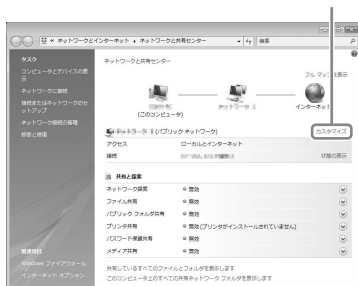 « ネットワークとインターネット ▸ ネットワークと共有センター
検索
タスク
コンピュータとデバイスの表示
ネットワークに接続
接続またはネットワークのセットアップ
ネットワーク接続の管理
診断と修復
ネットワークと共有センター
フル マップを表示
(このコンピュータ)
インターネット
(パブリック ネットワーク)
カスタマイズ
アクセス ローカルとインターネット
接続
状態の表示
共有と探索
ネットワーク探索 無効
ファイル共有 無効
パブリック フォルダ共有 無効
プリンタ共有 無効(プリンタがインストールされていません)
パスワード保護共有 無効
メディア共有 無効
関連項目
Windows ファイアウォール
インターネット オプション
共有しているすべてのファイルとフォルダを表示します
このコンピュータ上のすべての共有ネットワーク フォルダを表示します